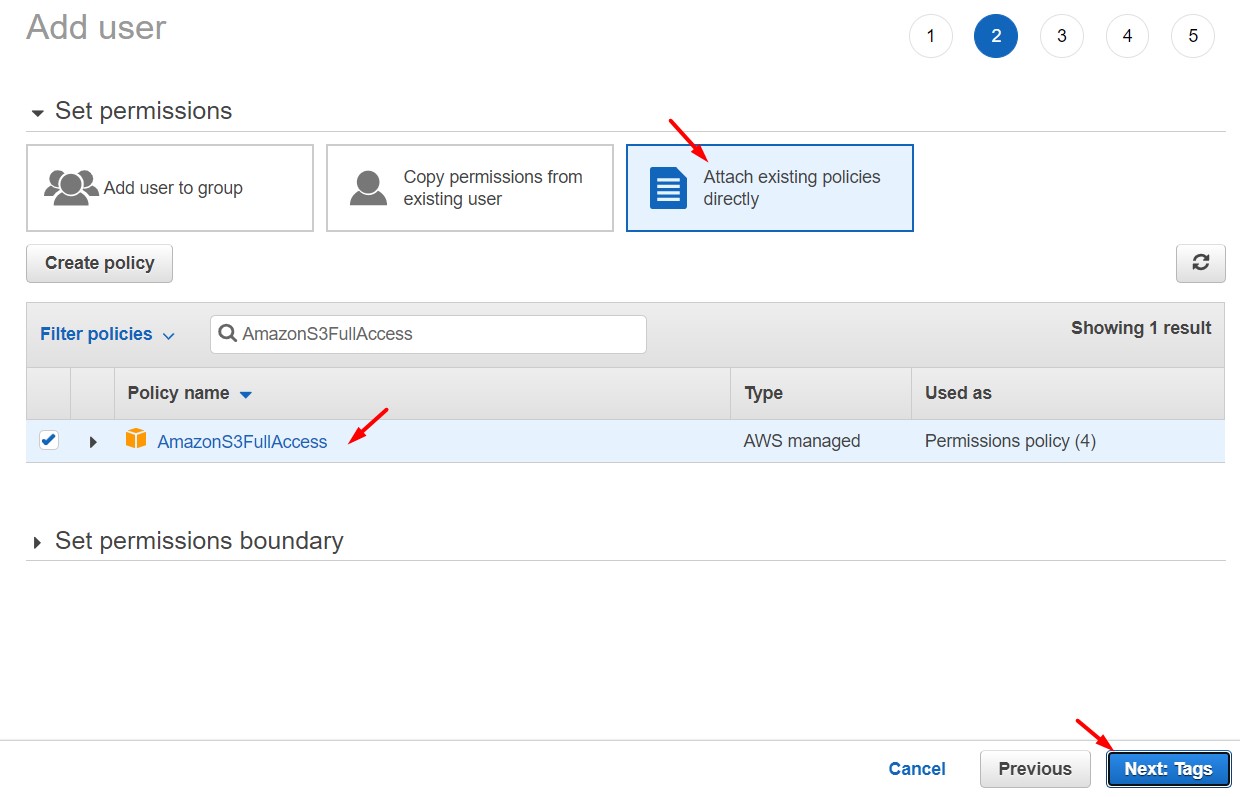 Add user
1 2 3 4 5
Set permissions
Add user to group
Copy permissions from
existing user
Attach existing policies
directly
Create policy
Filter policies
AmazonS3FullAccess
Showing 1 result
Policy name Type Used as
AmazonS3FullAccess AWS managed Permissions policy (4)
Set permissions boundary
Cancel Previous Next: Tags